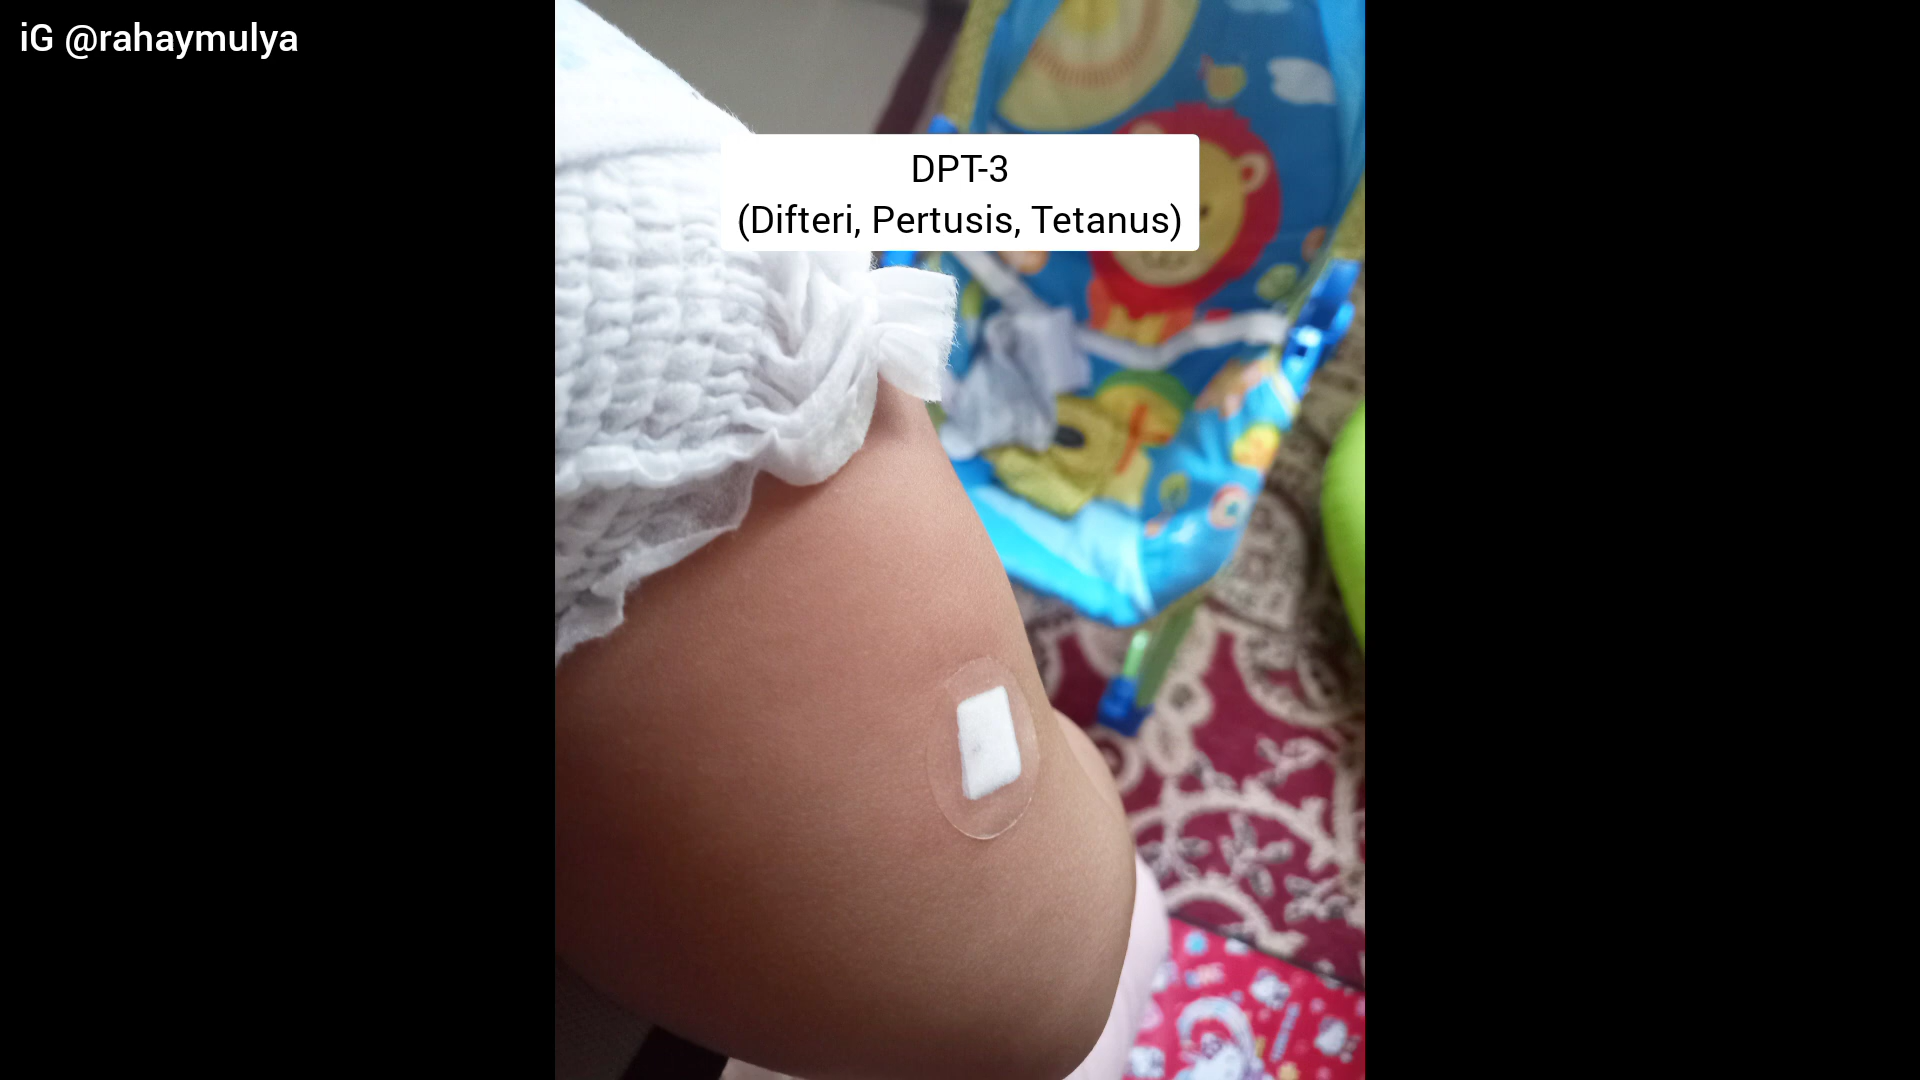 iG @rahaymulya
DPT-3
(Difteri, Pertusis, Tetanus)